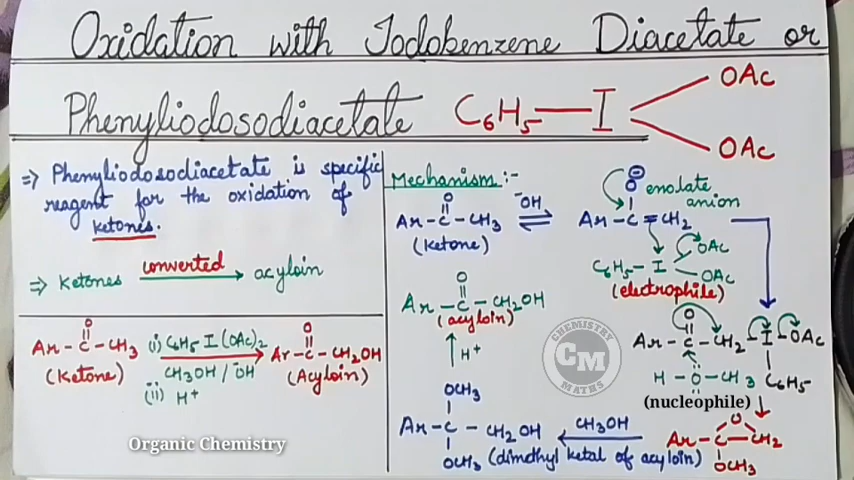 Oxidation with Iodobenzene Diacetate or
Phenyliodosodiacetate C₆H₅—I
OAc
OAc
⇒ Phenyliodosodiacetate is specific
reagent for the oxidation of
ketones.
⇒ Ketones converted → acyloin
Ar–C–CH₃
O
(Ketone)
(i) C₆H₅I(OAc)₂
CH₃OH/⁻OH
(ii) H⁺
O
Ar–C–CH₂OH
(Acyloin)
Organic Chemistry
Mechanism:-
O
Ar–C–CH₃
(Ketone)
⁻OH
⇌
⊖
O
Ar–C=CH₂
enolate
anion
C₆H₅–I
OAc
OAc
(electrophile)
O
Ar–C–CH₂–I–OAc
C₆H₅
H–O–CH₃
(nucleophile)
O
Ar–C–CH₂
OCH₃
CH₃OH
OCH₃
Ar–C–CH₂OH
OCH₃
(dimethyl ketal of acyloin)
↑ H⁺
O
Ar–C–CH₂OH
(acyloin)
CHEMISTRY
CM
MATHS